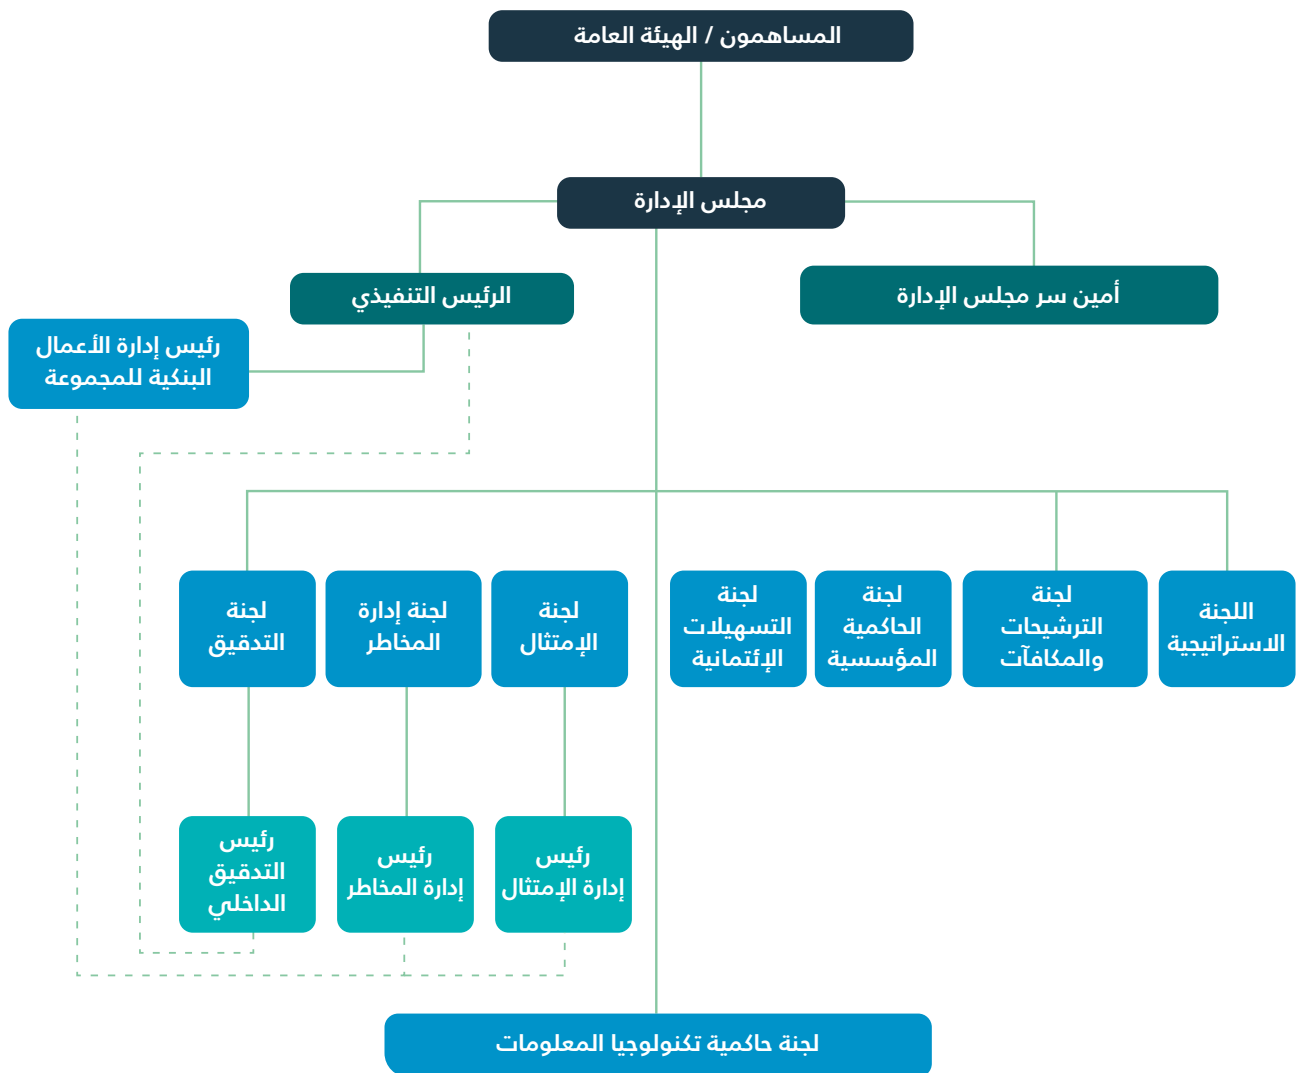 المساهمون / الهيئة العامة
مجلس الإدارة
أمين سر مجلس الإدارة
الرئيس التنفيذي
رئيس إدارة الأعمال
البنكية للمجموعة
اللجنة
الاستراتيجية
لجنة
الترشيحات
والمكافآت
لجنة
الحاكمية
المؤسسية
لجنة
التسهيلات
الإئتمانية
لجنة
الإمتثال
لجنة إدارة
المخاطر
لجنة
التدقيق
رئيس
إدارة الإمتثال
رئيس
إدارة المخاطر
رئيس
التدقيق
الداخلي
لجنة حاكمية تكنولوجيا المعلومات